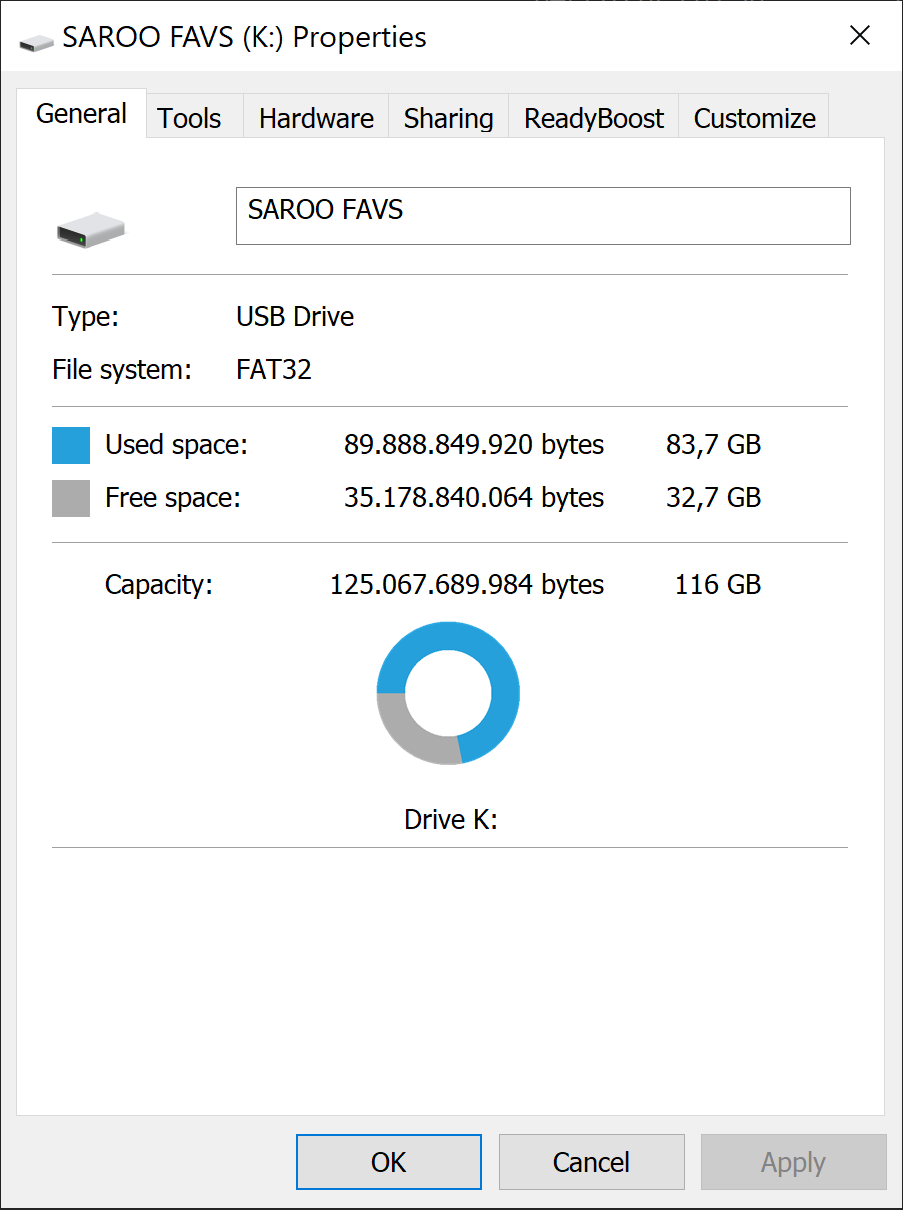 SAROO FAVS (K:) Properties
General Tools Hardware Sharing ReadyBoost Customize
SAROO FAVS
Type: USB Drive
File system: FAT32
Used space: 89.888.849.920 bytes 83,7 GB
Free space: 35.178.840.064 bytes 32,7 GB
Capacity: 125.067.689.984 bytes 116 GB
Drive K:
OK Cancel Apply